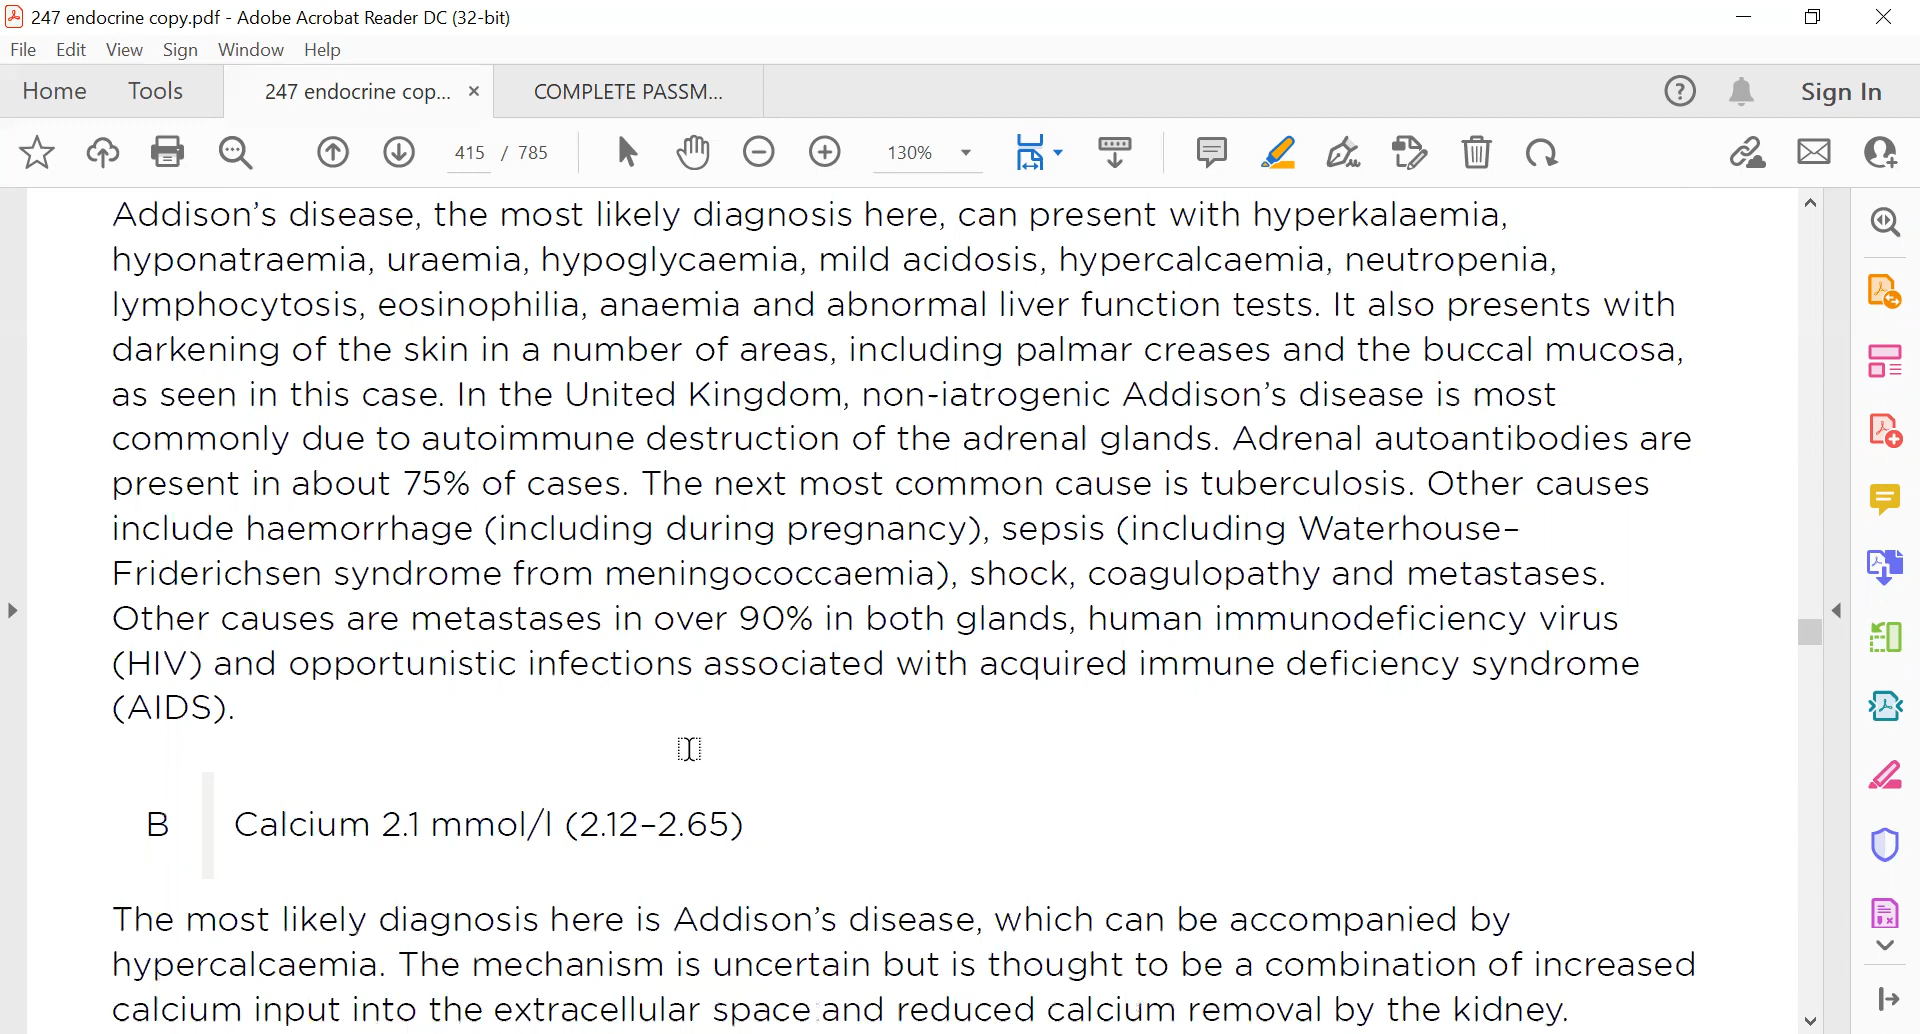 247 endocrine copy.pdf - Adobe Acrobat Reader DC (32-bit)
File Edit View Sign Window Help
Home Tools 247 endocrine cop... × COMPLETE PASSM... Sign In
415 / 785 130%
Addison’s disease, the most likely diagnosis here, can present with hyperkalaemia,
hyponatraemia, uraemia, hypoglycaemia, mild acidosis, hypercalcaemia, neutropenia,
lymphocytosis, eosinophilia, anaemia and abnormal liver function tests. It also presents with
darkening of the skin in a number of areas, including palmar creases and the buccal mucosa,
as seen in this case. In the United Kingdom, non-iatrogenic Addison’s disease is most
commonly due to autoimmune destruction of the adrenal glands. Adrenal autoantibodies are
present in about 75% of cases. The next most common cause is tuberculosis. Other causes
include haemorrhage (including during pregnancy), sepsis (including Waterhouse–
Friderichsen syndrome from meningococcaemia), shock, coagulopathy and metastases.
Other causes are metastases in over 90% in both glands, human immunodeficiency virus
(HIV) and opportunistic infections associated with acquired immune deficiency syndrome
(AIDS).
B Calcium 2.1 mmol/l (2.12–2.65)
The most likely diagnosis here is Addison’s disease, which can be accompanied by
hypercalcaemia. The mechanism is uncertain but is thought to be a combination of increased
calcium input into the extracellular space and reduced calcium removal by the kidney.